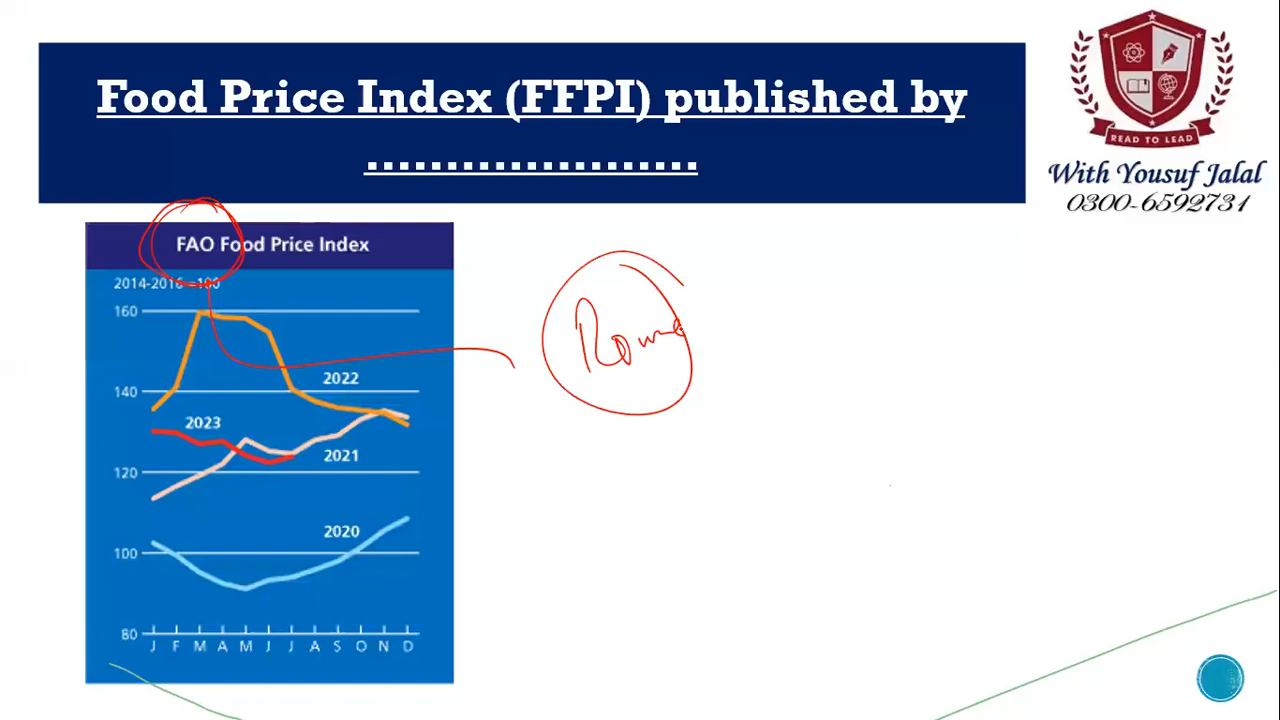 Food Price Index (FFPI) published by
.....................
READ TO LEAD
With Yousuf Jalal
0300-6592731
FAO Food Price Index
2014-2016=100
160
140
120
100
80
2022
2023
2021
2020
J F M A M J J A S O N D
Rome